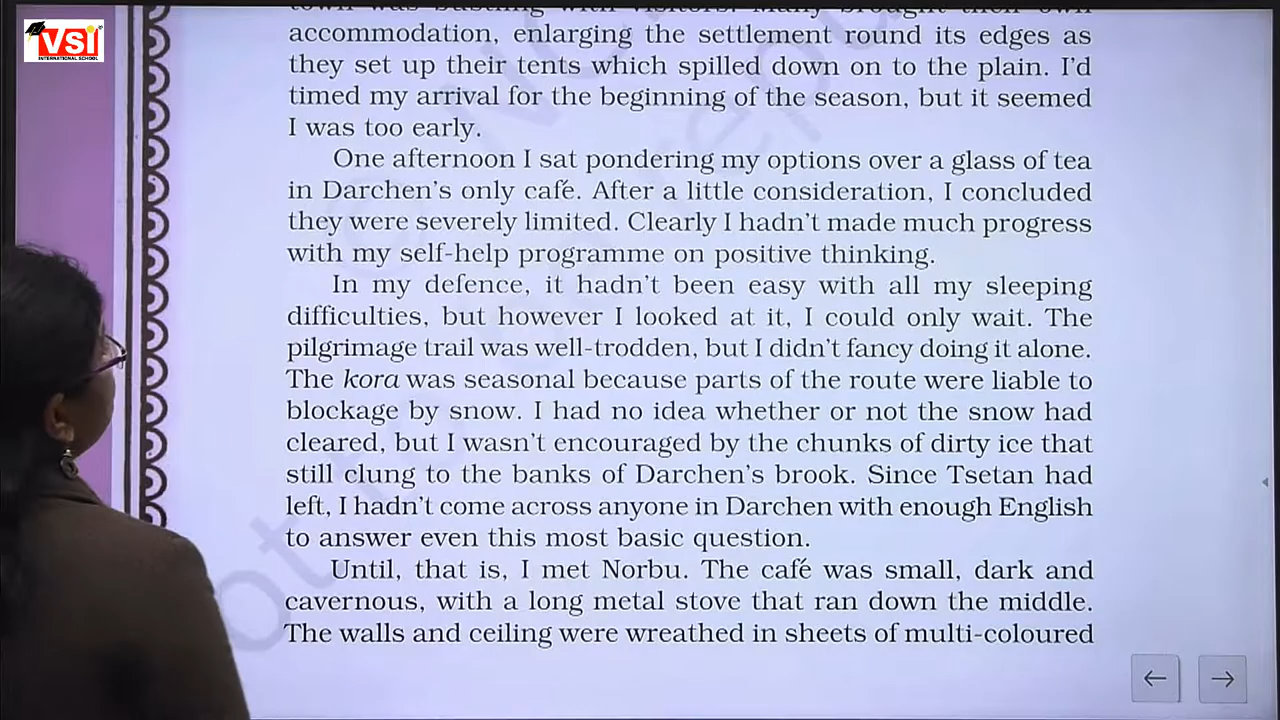 VSI
INTERNATIONAL SCHOOL
town was bustling with visitors. Many brought their own
accommodation, enlarging the settlement round its edges as
they set up their tents which spilled down on to the plain. I'd
timed my arrival for the beginning of the season, but it seemed
I was too early.
One afternoon I sat pondering my options over a glass of tea
in Darchen's only café. After a little consideration, I concluded
they were severely limited. Clearly I hadn't made much progress
with my self-help programme on positive thinking.
In my defence, it hadn't been easy with all my sleeping
difficulties, but however I looked at it, I could only wait. The
pilgrimage trail was well-trodden, but I didn't fancy doing it alone.
The kora was seasonal because parts of the route were liable to
blockage by snow. I had no idea whether or not the snow had
cleared, but I wasn't encouraged by the chunks of dirty ice that
still clung to the banks of Darchen's brook. Since Tsetan had
left, I hadn't come across anyone in Darchen with enough English
to answer even this most basic question.
Until, that is, I met Norbu. The café was small, dark and
cavernous, with a long metal stove that ran down the middle.
The walls and ceiling were wreathed in sheets of multi-coloured